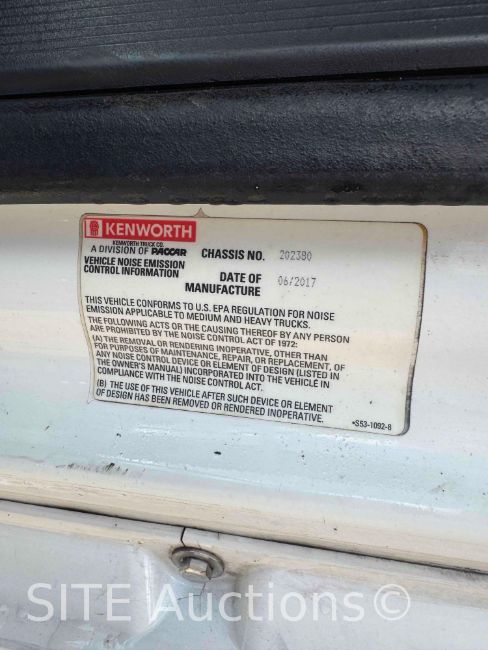 KENWORTH
KENWORTH TRUCK CO.
A DIVISION OF PACCAR
CHASSIS NO. 202380
VEHICLE NOISE EMISSION
CONTROL INFORMATION
DATE OF 06/2017
MANUFACTURE
THIS VEHICLE CONFORMS TO U.S. EPA REGULATION FOR NOISE
EMISSION APPLICABLE TO MEDIUM AND HEAVY TRUCKS.
THE FOLLOWING ACTS OR THE CAUSING THEREOF BY ANY PERSON
ARE PROHIBITED BY THE NOISE CONTROL ACT OF 1972:
(A) THE REMOVAL OR RENDERING INOPERATIVE, OTHER THAN
FOR PURPOSES OF MAINTENANCE, REPAIR, OR REPLACEMENT, OF
ANY NOISE CONTROL DEVICE OR ELEMENT OF DESIGN (LISTED IN
THE OWNER'S MANUAL) INCORPORATED INTO THE VEHICLE IN
COMPLIANCE WITH THE NOISE CONTROL ACT.
(B) THE USE OF THIS VEHICLE AFTER SUCH DEVICE OR ELEMENT
OF DESIGN HAS BEEN REMOVED OR RENDERED INOPERATIVE.
*S53-1092-8
SITE Auctions.com©